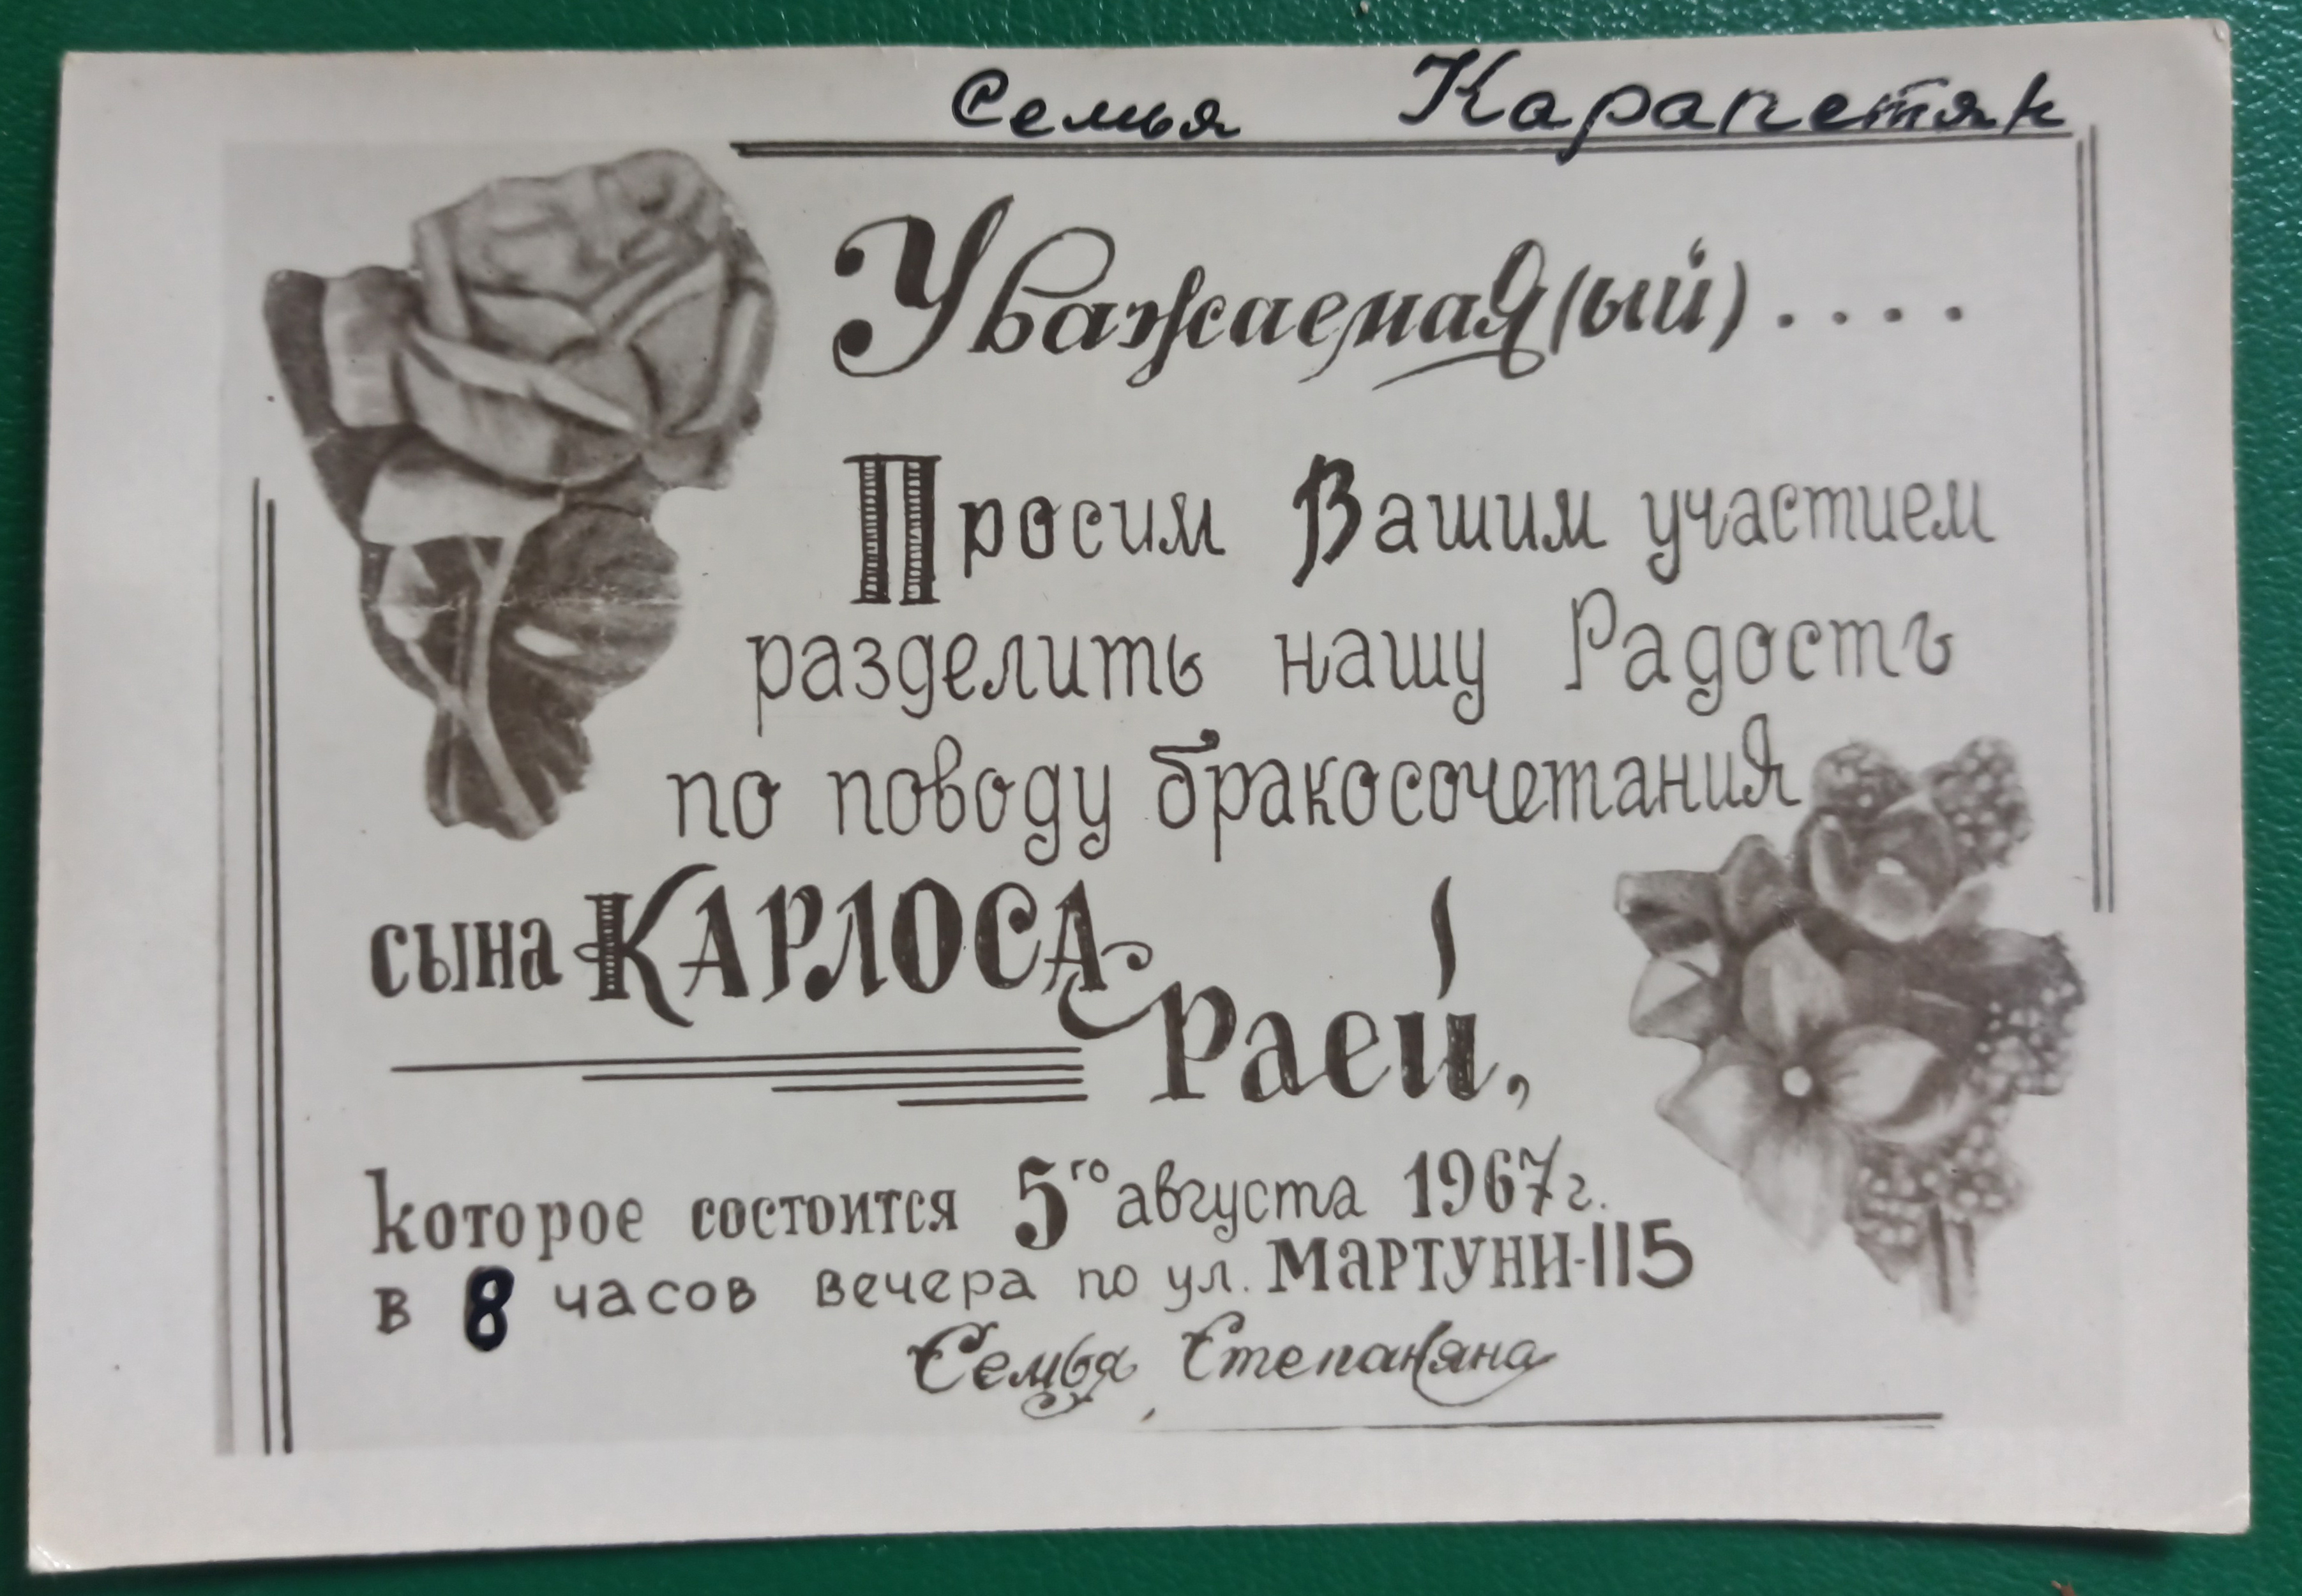 Семья Карапетян
Уважаемая(ый)....
Просим Вашим участием
разделить нашу Радость
по поводу бракосочетания
сына КАРЛОСА
с Раей,
которое состоится 5го августа 1967г.
в 8 часов вечера по ул. МАРТУНИ-115
Семья Степаняна